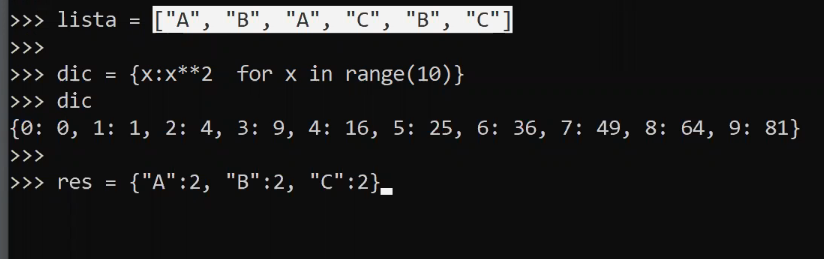 >>> lista = ["A", "B", "A", "C", "B", "C"]
>>>
>>> dic = {x:x**2  for x in range(10)}
>>> dic
{0: 0, 1: 1, 2: 4, 3: 9, 4: 16, 5: 25, 6: 36, 7: 49, 8: 64, 9: 81}
>>>
>>> res = {"A":2, "B":2, "C":2}